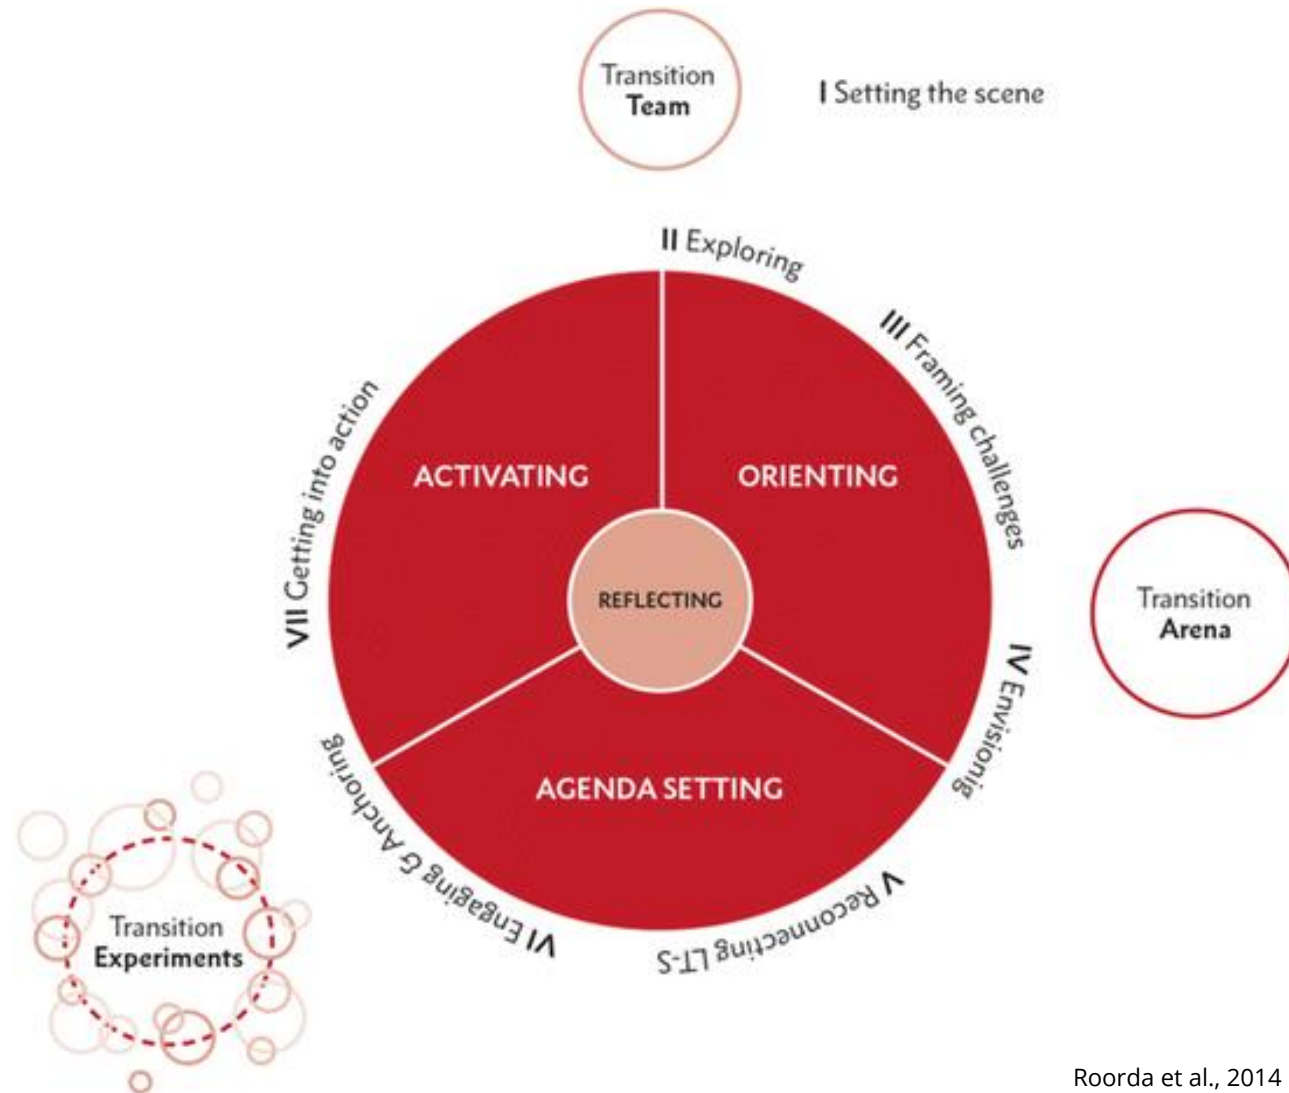 Transition
Team
I Setting the scene
II Exploring
III Framing challenges
ACTIVATING
ORIENTING
REFLECTING
VII Getting into action
Transition
Arena
IV Envisionig
AGENDA SETTING
V Reconnecting LT-S
VI Engaging & Anchoring
Transition
Experiments
Roorda et al., 2014